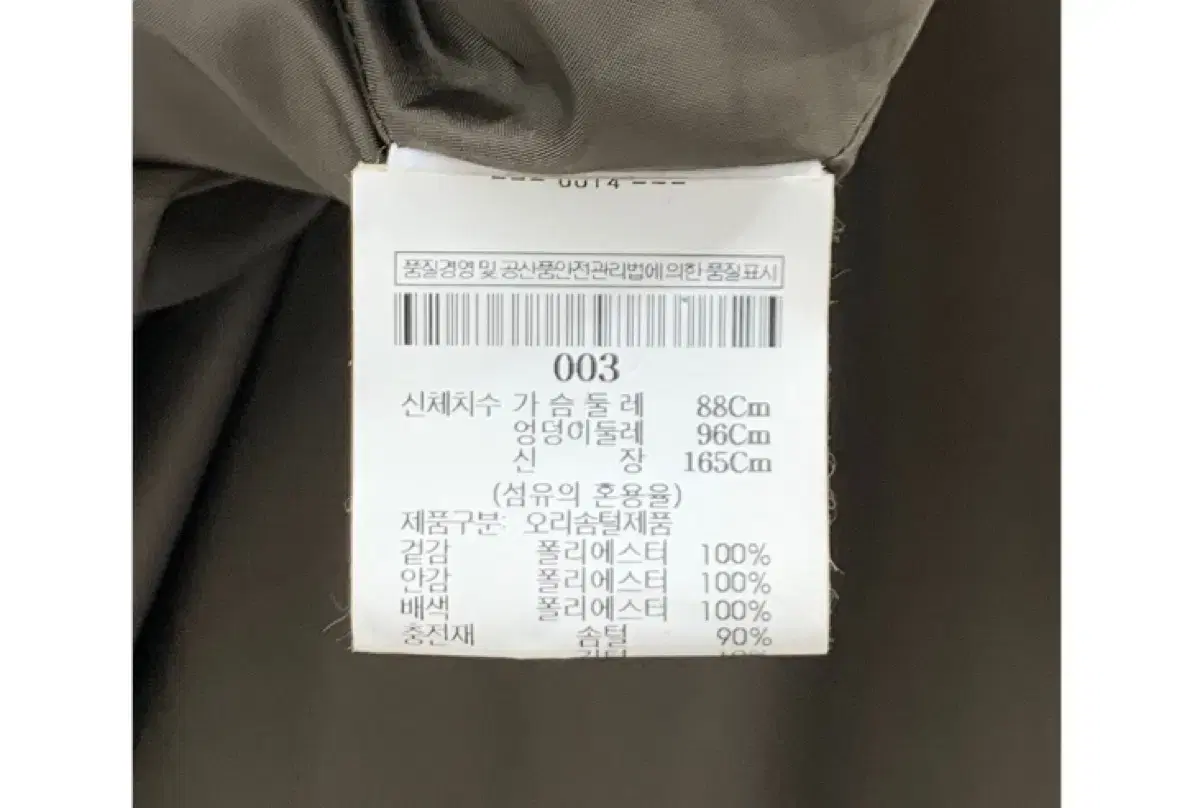 --- 0014 ---
품질경영 및 공산품안전관리법에 의한 품질표시
003
신체치수 가 슴 둘 레 88Cm
엉덩이둘레 96Cm
신 장 165Cm
(섬유의 혼용율)
제품구분: 오리솜털제품
겉감 폴리에스터 100%
안감 폴리에스터 100%
배색 폴리에스터 100%
충전재 솜털 90%